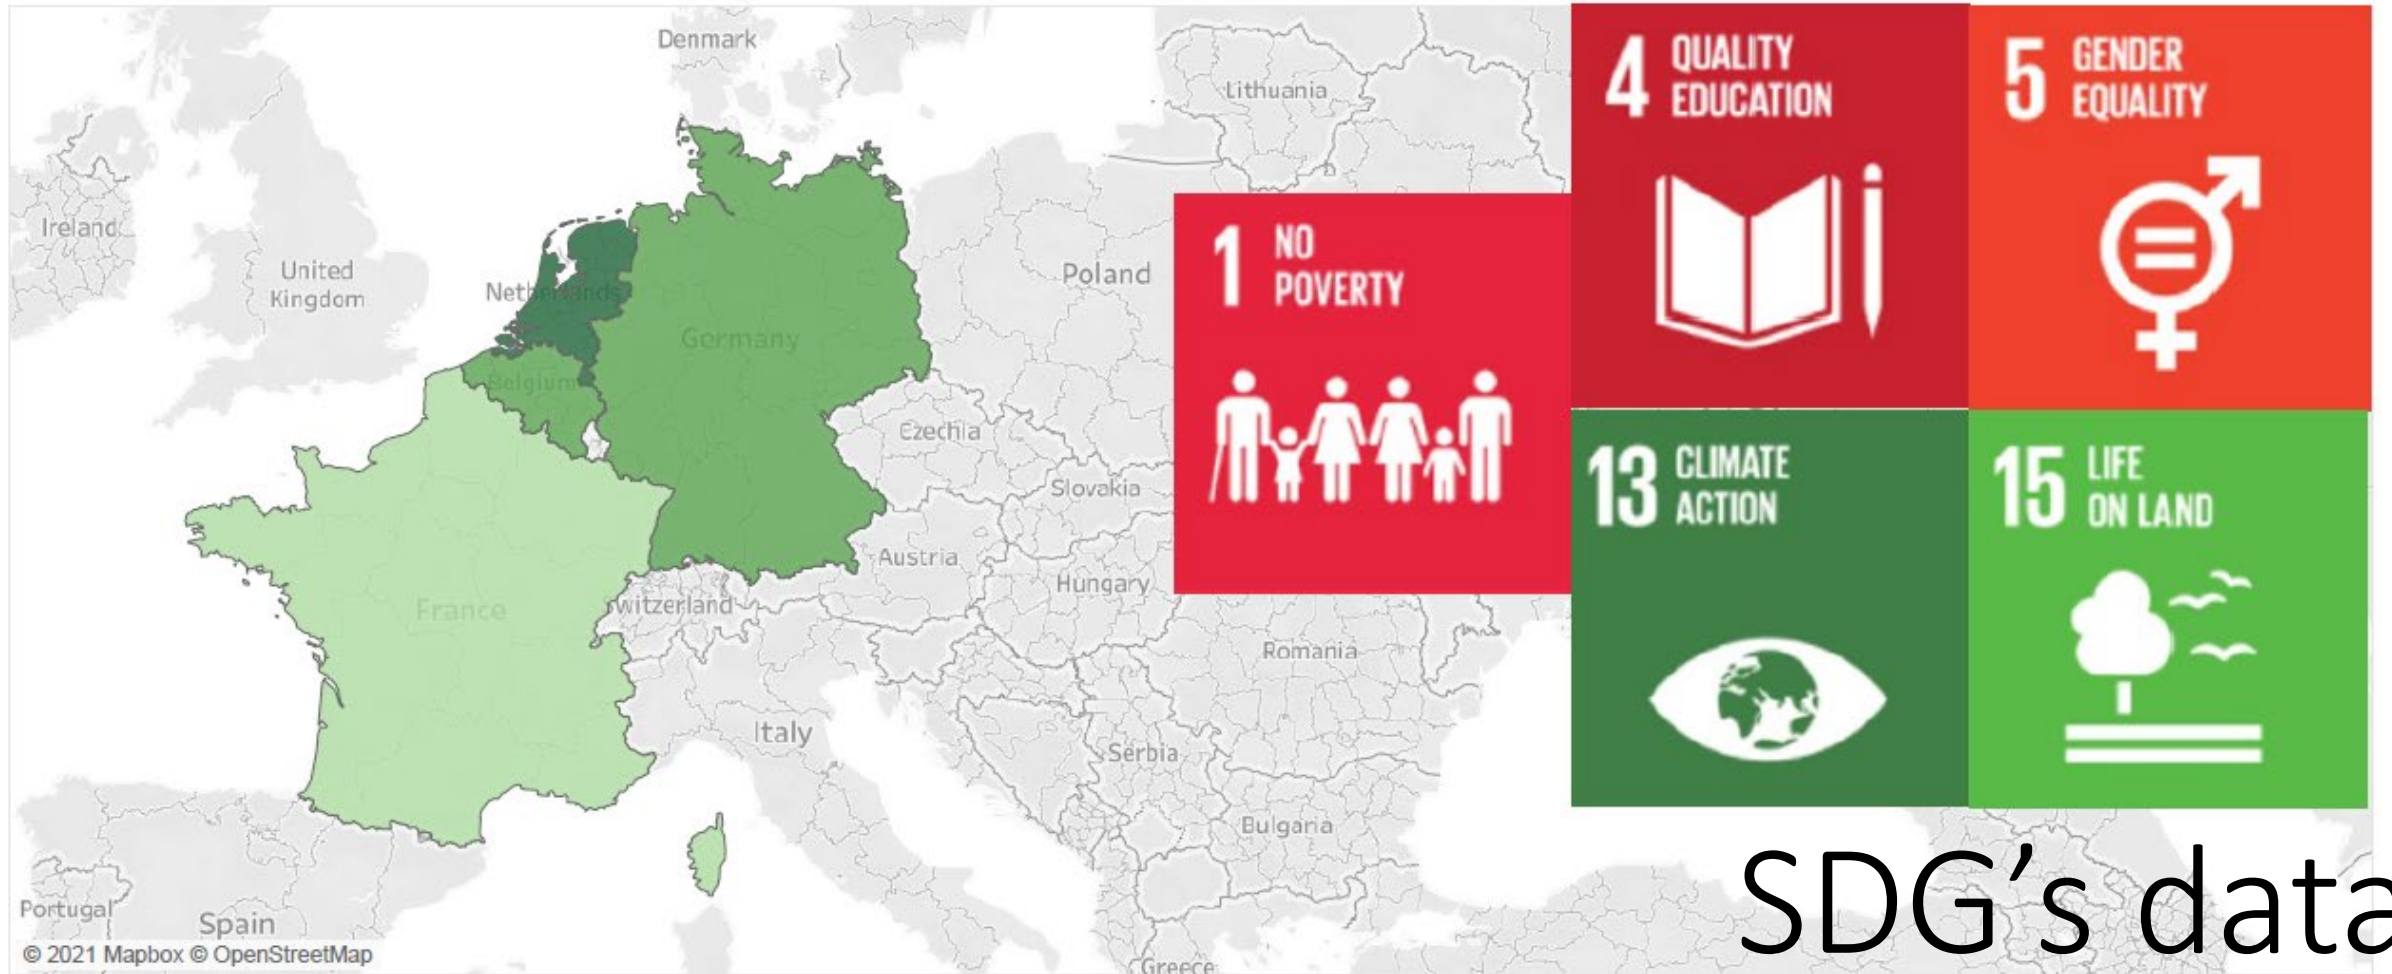 Denmark
Lithuania
Ireland
United
Kingdom
Netherlands
Germany
Belgium
Poland
Czechia
Slovakia
Austria
Hungary
Switzerland
France
Romania
Italy
Serbia
Bulgaria
Portugal
Spain
Greece
© 2021 Mapbox © OpenStreetMap
1 NO
POVERTY
4 QUALITY
EDUCATION
5 GENDER
EQUALITY
13 CLIMATE
ACTION
15 LIFE
ON LAND
SDG’s data